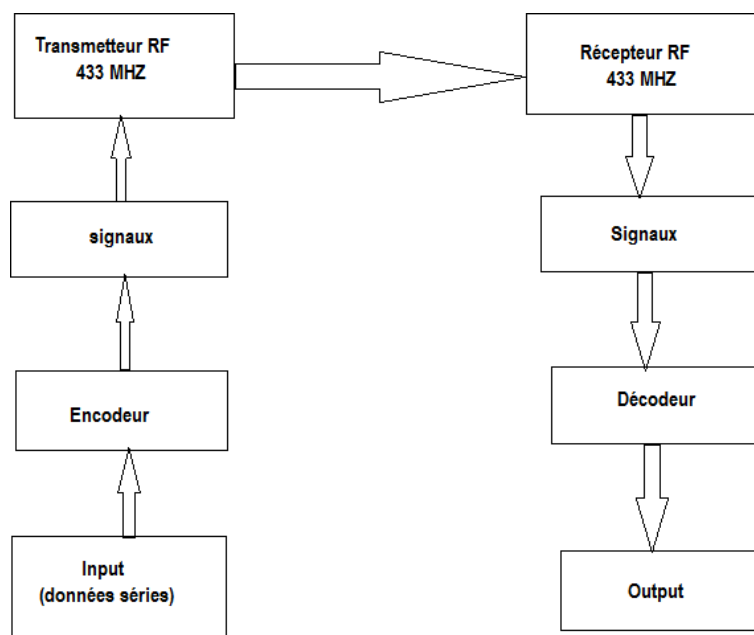 Transmetteur RF
433 MHZ
Récepteur RF
433 MHZ
signaux
Signaux
Encodeur
Décodeur
Input
(données séries)
Output